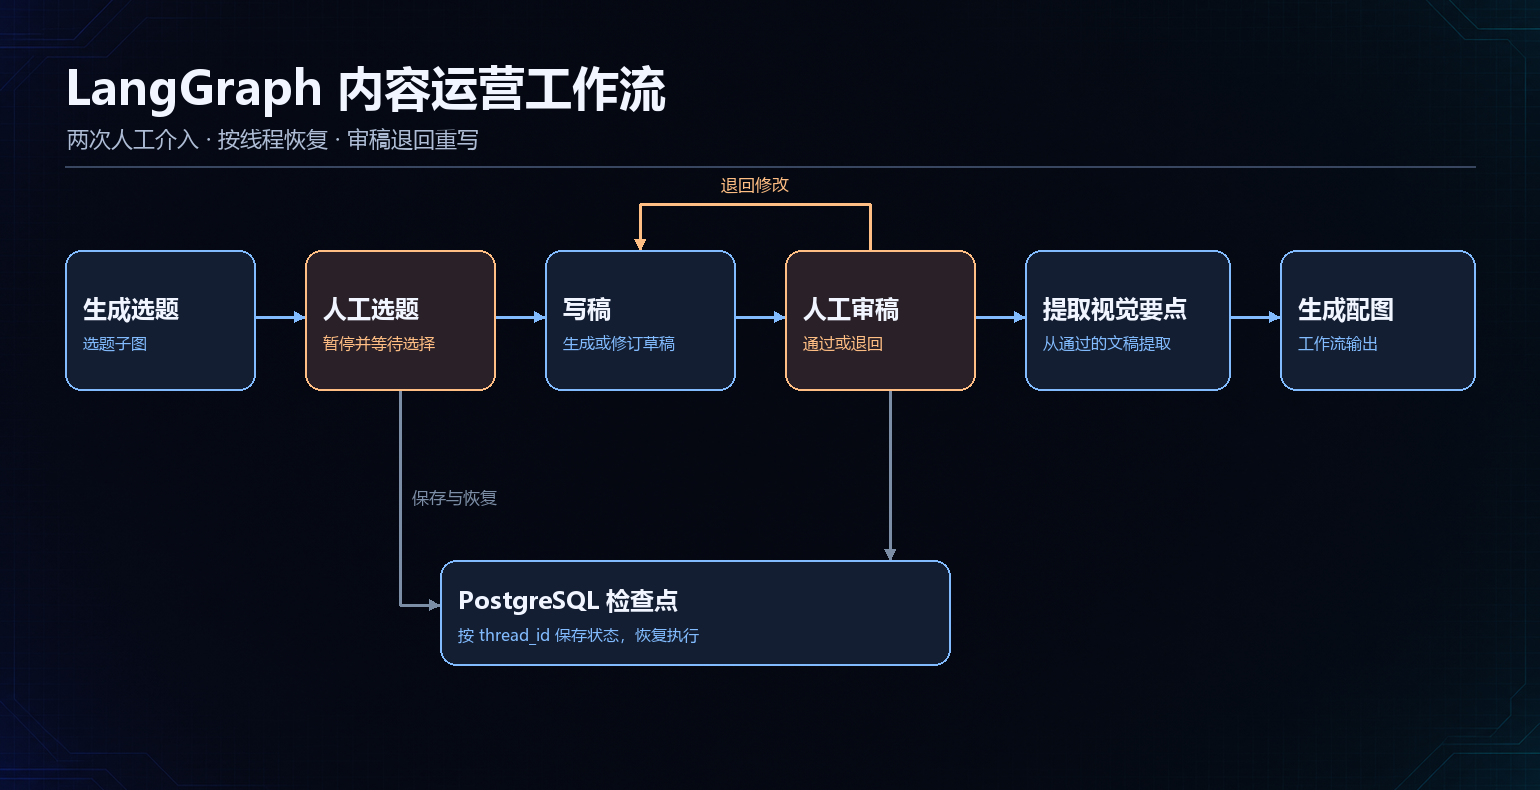 LangGraph 内容运营工作流
两次人工介入 · 按线程恢复 · 审稿退回重写
退回修改
生成选题
选题子图
人工选题
暂停并等待选择
写稿
生成或修订草稿
人工审稿
通过或退回
提取视觉要点
从通过的文稿提取
生成配图
工作流输出
保存与恢复
PostgreSQL 检查点
按 thread_id 保存状态，恢复执行